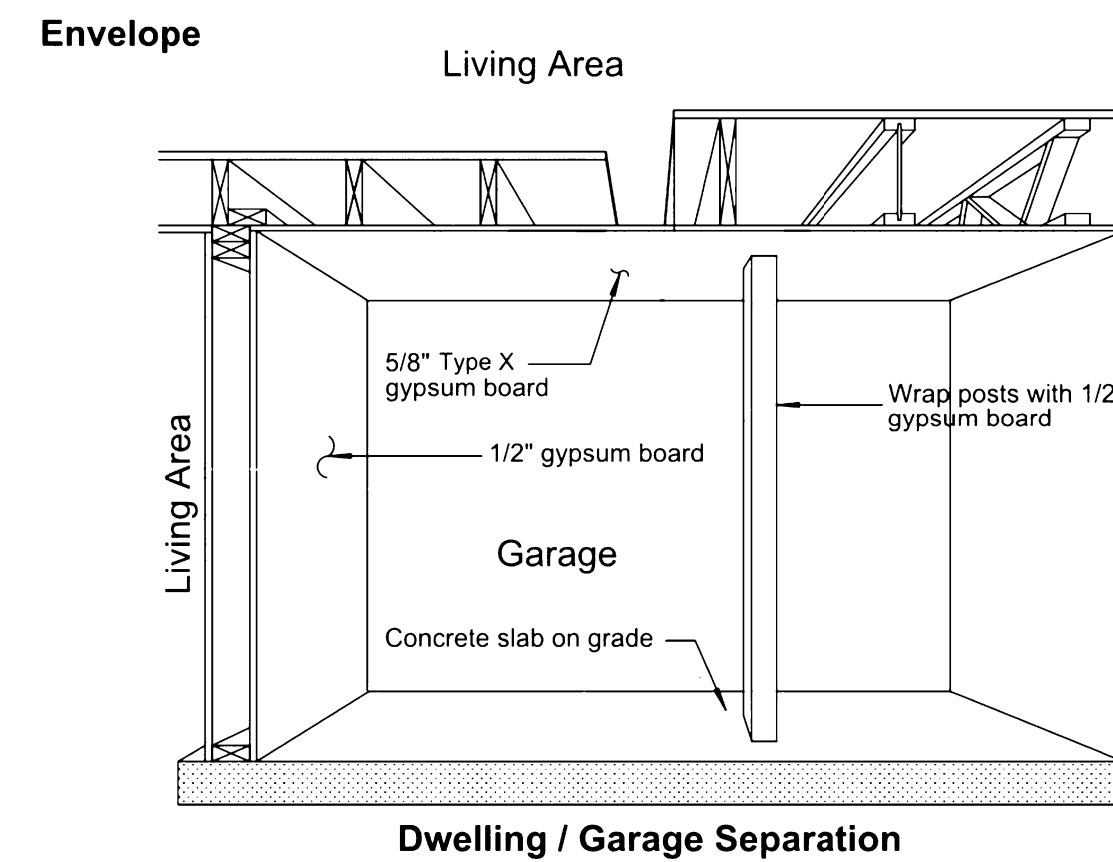 Envelope
Living Area
5/8" Type X
gypsum board
Wrap posts with 1/2
gypsum board
1/2" gypsum board
Living Area
Garage
Concrete slab on grade
Dwelling / Garage Separation